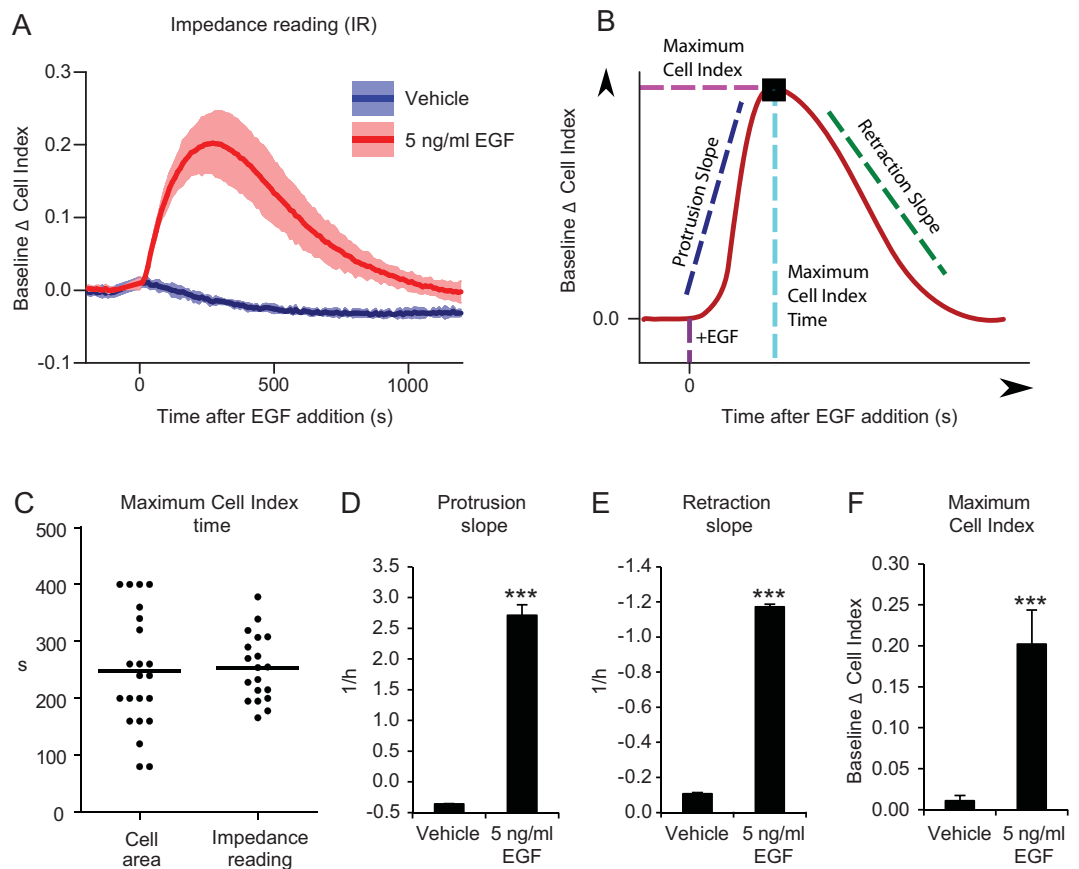 A
Impedance reading (IR)
0.3
0.2
0.1
0.0
-0.1
Baseline Δ Cell Index
Vehicle
5 ng/ml EGF
0
500
1000
Time after EGF addition (s)
B
Maximum
Cell Index
Baseline Δ Cell Index
Protrusion Slope
Retraction Slope
Maximum
Cell Index
Time
0.0
+EGF
0
Time after EGF addition (s)
C
Maximum Cell Index
time
500
400
300
200
100
0
s
Cell
area
Impedance
reading
D
Protrusion
slope
3.5
3.0
2.5
2.0
1.5
1.0
0.5
0.0
-0.5
1/h
***
Vehicle
5 ng/ml
EGF
E
Retraction
slope
-1.4
-1.2
-1.0
-0.8
-0.6
-0.4
-0.2
0.0
1/h
***
Vehicle
5 ng/ml
EGF
F
Maximum
Cell Index
0.30
0.25
0.20
0.15
0.10
0.05
0.00
Baseline Δ Cell Index
***
Vehicle
5 ng/ml
EGF